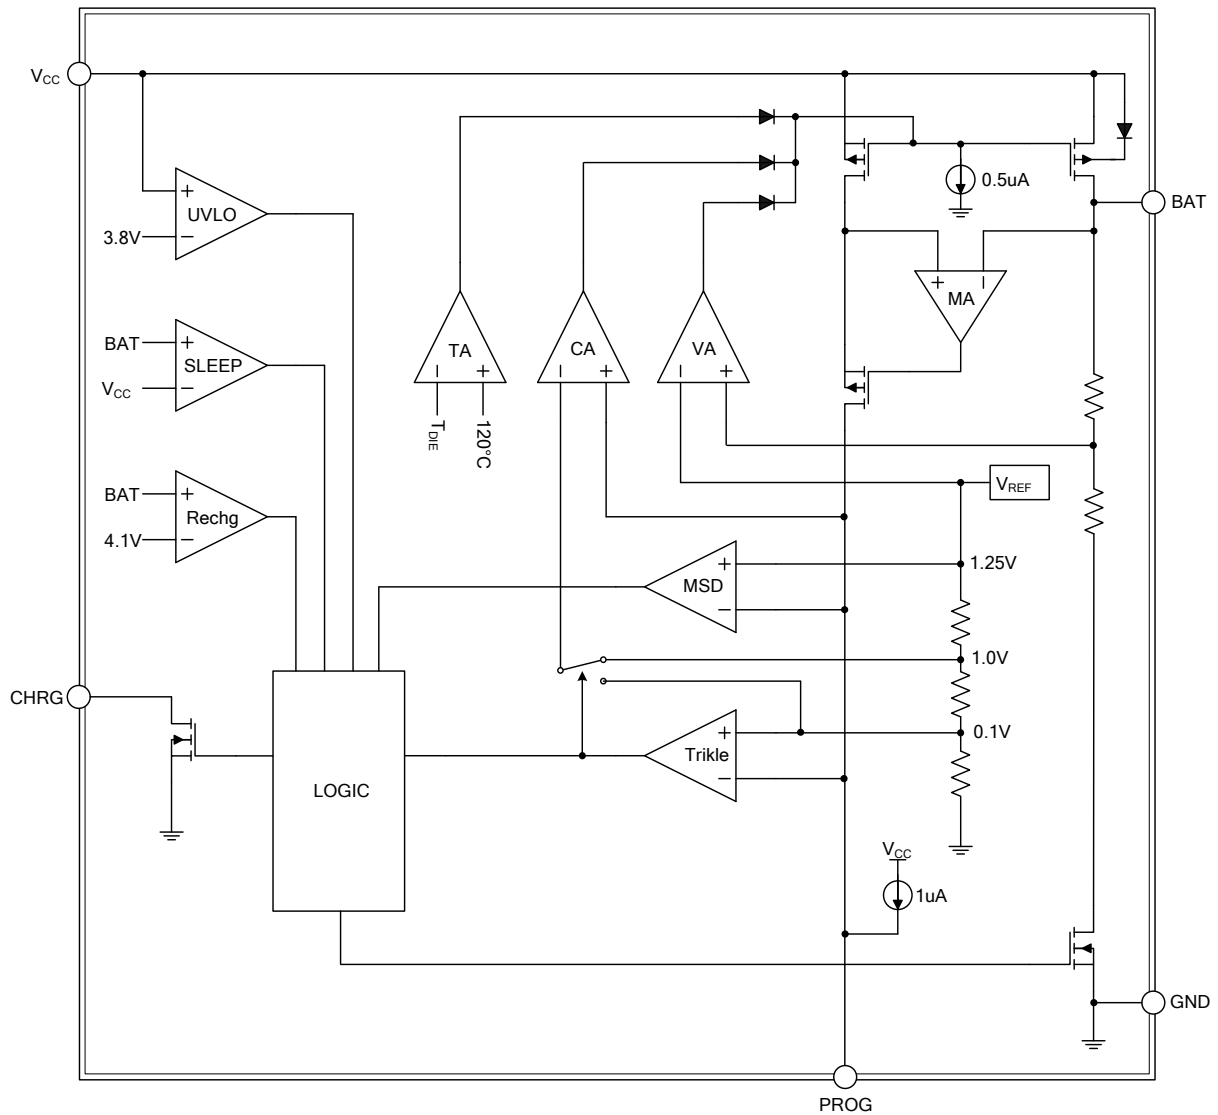 VCC
0.5uA
BAT
+
UVLO
3.8V
−
+
−
MA
BAT
+
SLEEP
VCC
−
TA
−
+
CA
−
+
VA
−
+
TDIE
120°C
VREF
BAT
+
Rechg
4.1V
−
1.25V
+
MSD
−
1.0V
CHRG
0.1V
+
Trikle
−
LOGIC
VCC
1uA
GND
PROG